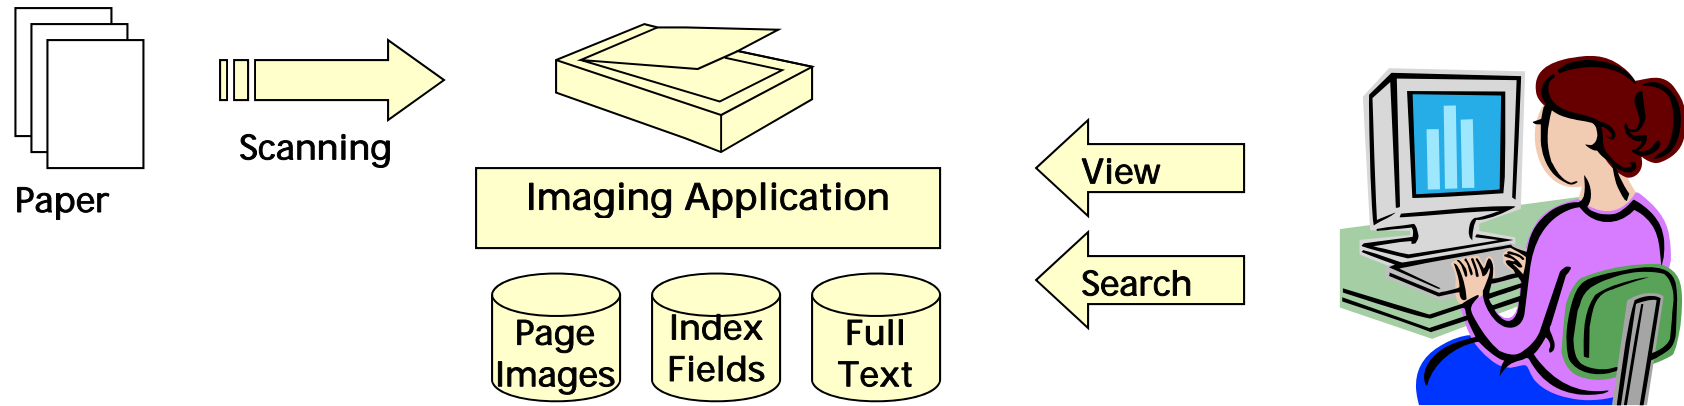 Paper
Scanning
Imaging Application
Page
Images
Index
Fields
Full
Text
View
Search